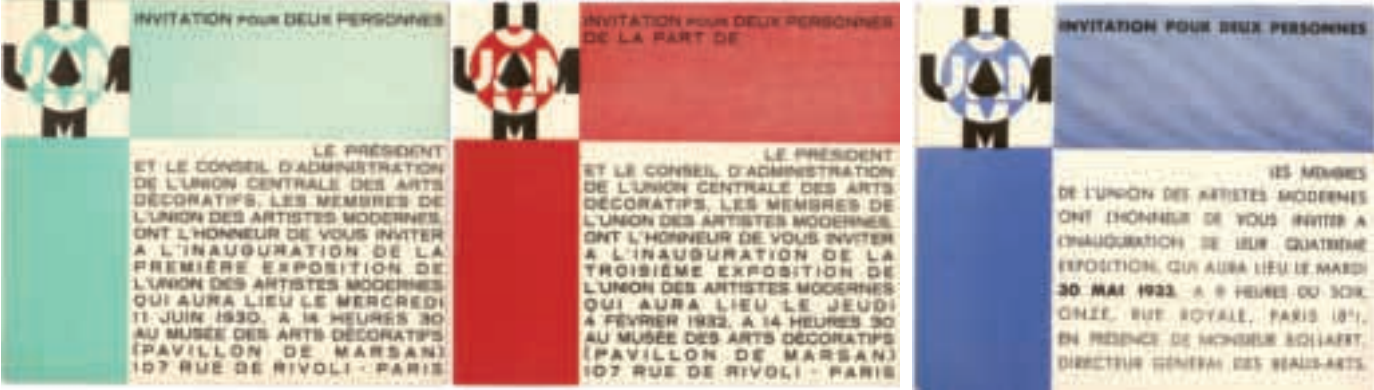 UAM
INVITATION POUR DEUX PERSONNES
LE PRÉSIDENT
ET LE CONSEIL D'ADMINISTRATION
DE L'UNION CENTRALE DES ARTS
DÉCORATIFS, LES MEMBRES DE
L'UNION DES ARTISTES MODERNES,
ONT L'HONNEUR DE VOUS INVITER
A L'INAUGURATION DE LA
PREMIÈRE EXPOSITION DE
L'UNION DES ARTISTES MODERNES
QUI AURA LIEU LE MERCREDI
11 JUIN 1930, A 14 HEURES 30
AU MUSÉE DES ARTS DÉCORATIFS
(PAVILLON DE MARSAN)
107 RUE DE RIVOLI - PARIS
UAM
INVITATION POUR DEUX PERSONNES
DE LA PART DE
LE PRÉSIDENT
ET LE CONSEIL D'ADMINISTRATION
DE L'UNION CENTRALE DES ARTS
DÉCORATIFS, LES MEMBRES DE
L'UNION DES ARTISTES MODERNES,
ONT L'HONNEUR DE VOUS INVITER
A L'INAUGURATION DE LA
TROISIÈME EXPOSITION DE
L'UNION DES ARTISTES MODERNES
QUI AURA LIEU LE JEUDI
4 FÉVRIER 1932, A 14 HEURES 30
AU MUSÉE DES ARTS DÉCORATIFS
(PAVILLON DE MARSAN)
107 RUE DE RIVOLI - PARIS
UAM
INVITATION POUR DEUX PERSONNES
LES MEMBRES
DE L'UNION DES ARTISTES MODERNES
ONT L'HONNEUR DE VOUS INVITER A
L'INAUGURATION DE LEUR QUATRIÈME
EXPOSITION, QUI AURA LIEU LE MARDI
30 MAI 1933, A 9 HEURES DU SOIR,
ONZE, RUE ROYALE, PARIS (8e),
EN PRÉSENCE DE MONSIEUR BOLLAERT,
DIRECTEUR GÉNÉRAL DES BEAUX-ARTS.